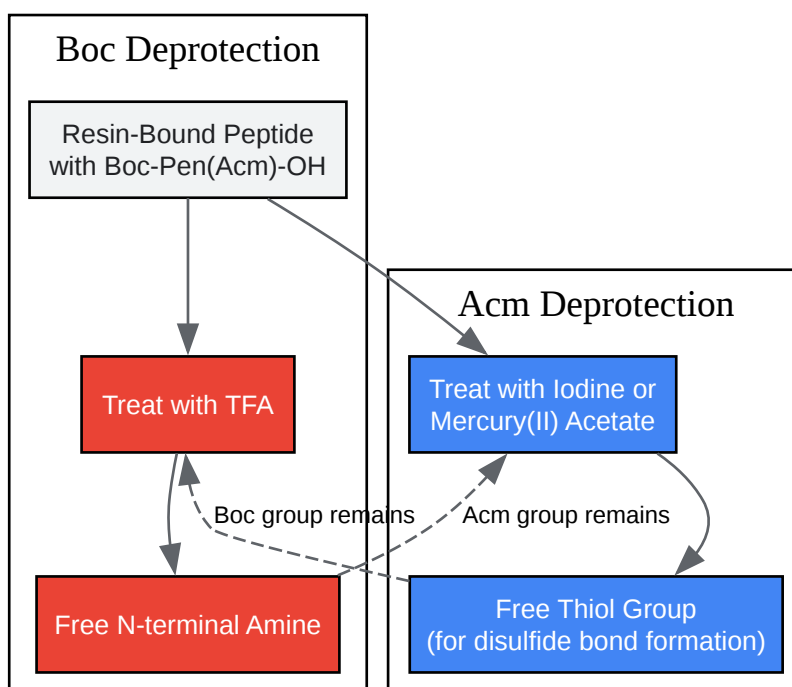 Boc Deprotection
Resin-Bound Peptide
with Boc-Pen(Acm)-OH
Acm Deprotection
Treat with TFA
Treat with Iodine or
Mercury(II) Acetate
Boc group remains
Acm group remains
Free N-terminal Amine
Free Thiol Group
(for disulfide bond formation)